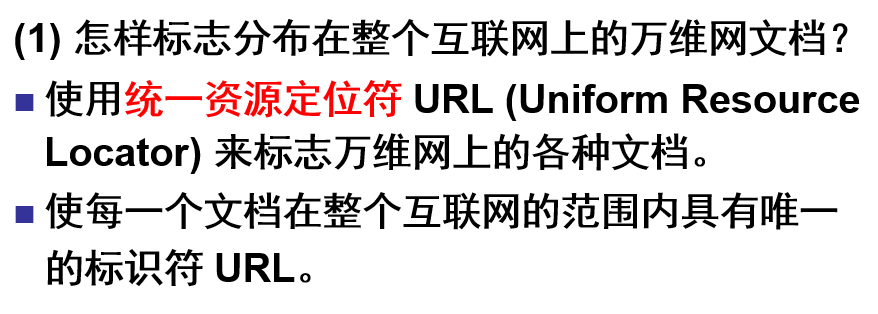 (1) 怎样标志分布在整个互联网上的万维网文档？
■ 使用统一资源定位符 URL (Uniform Resource
Locator) 来标志万维网上的各种文档。
■ 使每一个文档在整个互联网的范围内具有唯一
的标识符 URL。